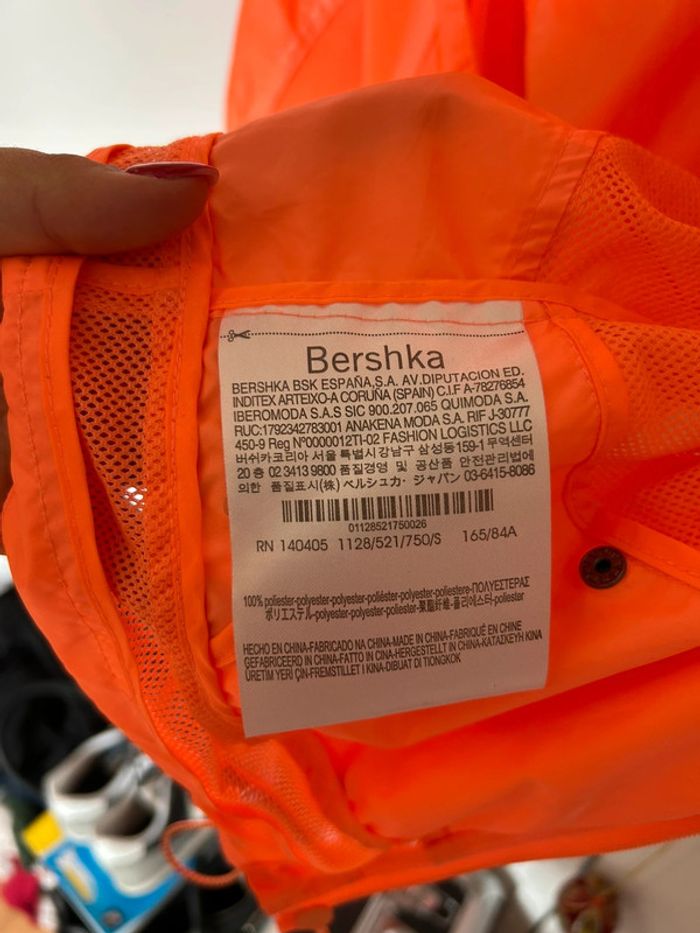 Bershka
BERSHKA BSK ESPAÑA,S.A. AV.DIPUTACION ED.
INDITEX ARTEIXO-A CORUÑA (SPAIN) C.I.F A-78276854
IBEROMODA S.A.S SIC 900.207.065 QUIMODA S.A.
RUC:1792342783001 ANAKENA MODA S.A. RIF J-30777
450-9 Reg Nº0000012TI-02 FASHION LOGISTICS LLC
버쉬카코리아 서울 특별시강남구 삼성동159-1 무역센터
20층 02 3413 9800 품질경영 및 공산품 안전관리법에
의한 품질표시(株) ベルシュカ・ ジャパン 03-6415-8086
01128521750026
RN 140405 1128/521/750/S 165/84A
100% poliester-polyester-polyester-poliéster-polyester-poliestere-ΠΟΛΥΕΣΤΕΡΑΣ
ポリエステル-polyester-polyester-poliester-聚酯纤维-폴리에스터-poliester
HECHO EN CHINA-FABRICADO NA CHINA-MADE IN CHINA-FABRIQUÉ EN CHINE
GEFABRICEERD IN CHINA-FATTO IN CINA-HERGESTELLT IN CHINA-ΚΑΤΑΣΚΕΥΗ ΚΙΝΑ
ÜRETIM YERİ ÇİN-FREMSTILLET I KINA-DIBUAT DI TIONGKOK